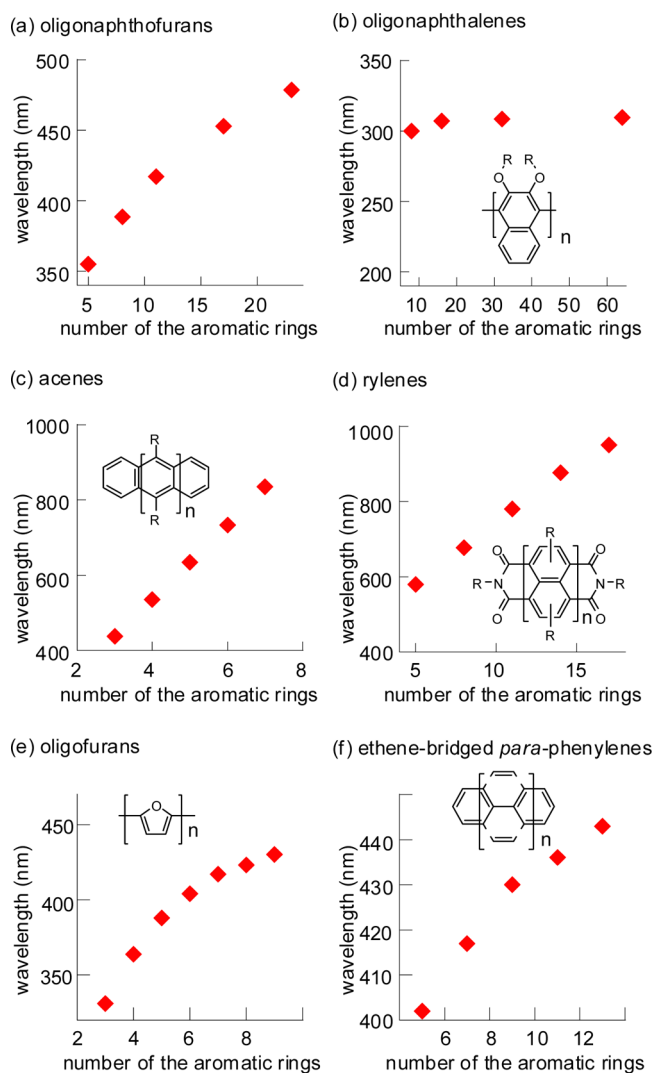 (a) oligonaphthofurans
500
450
400
350
wavelength (nm)
5 10 15 20
number of the aromatic rings
(b) oligonaphthalenes
350
300
250
200
wavelength (nm)
R R
O O
n
10 20 30 40 50 60
number of the aromatic rings
(c) acenes
1000
800
600
400
wavelength (nm)
R
n
R
2 4 6 8
number of the aromatic rings
(d) rylenes
1000
800
600
400
wavelength (nm)
R
O O
R N N R
O O
n
R
5 10 15
number of the aromatic rings
(e) oligofurans
450
400
350
wavelength (nm)
O
n
2 4 6 8 10
number of the aromatic rings
(f) ethene-bridged para-phenylenes
440
430
420
410
400
wavelength (nm)
n
6 8 10 12 14
number of the aromatic rings